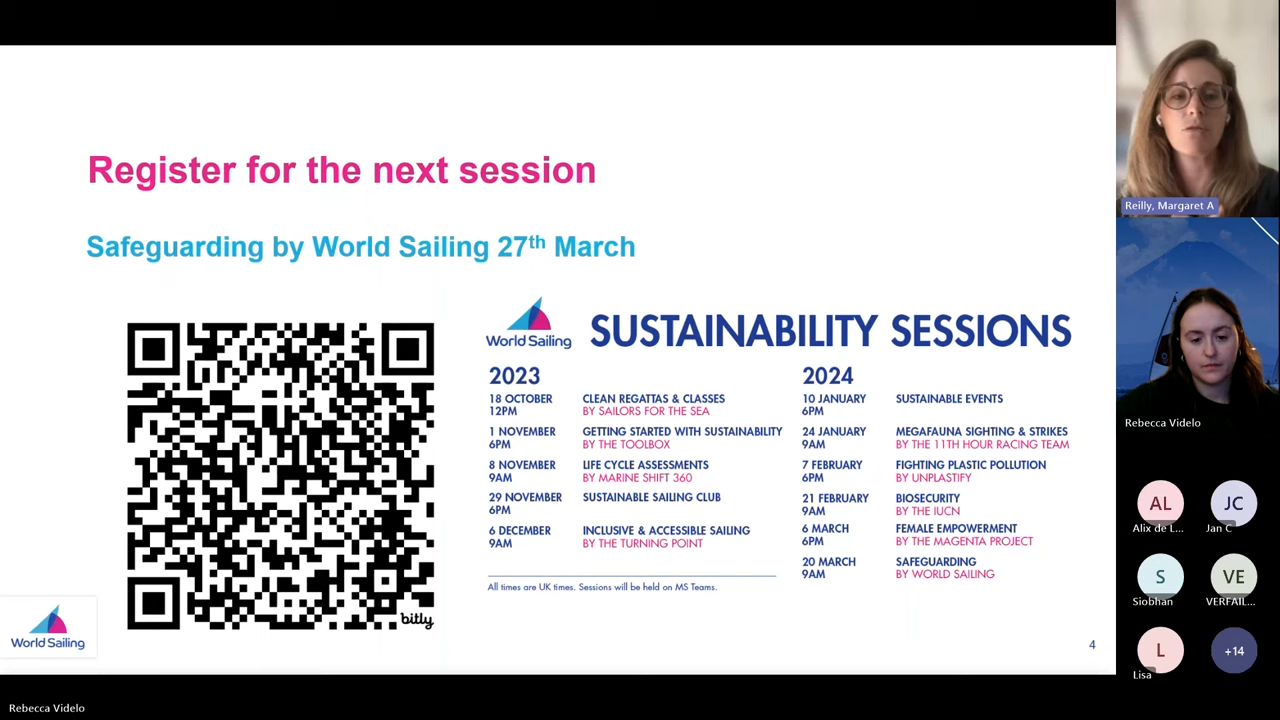 Register for the next session
Safeguarding by World Sailing 27th March
World Sailing
SUSTAINABILITY SESSIONS
2023
18 OCTOBER
12PM
CLEAN REGATTAS & CLASSES
BY SAILORS FOR THE SEA
1 NOVEMBER
6PM
GETTING STARTED WITH SUSTAINABILITY
BY THE TOOLBOX
8 NOVEMBER
9AM
LIFE CYCLE ASSESSMENTS
BY MARINE SHIFT 360
29 NOVEMBER
6PM
SUSTAINABLE SAILING CLUB
6 DECEMBER
9AM
INCLUSIVE & ACCESSIBLE SAILING
BY THE TURNING POINT
All times are UK times. Sessions will be held on MS Teams.
2024
10 JANUARY
6PM
SUSTAINABLE EVENTS
24 JANUARY
9AM
MEGAFAUNA SIGHTING & STRIKES
BY THE 11TH HOUR RACING TEAM
7 FEBRUARY
6PM
FIGHTING PLASTIC POLLUTION
BY UNPLASTIFY
21 FEBRUARY
9AM
BIOSECURITY
BY THE IUCN
6 MARCH
6PM
FEMALE EMPOWERMENT
BY THE MAGENTA PROJECT
20 MARCH
9AM
SAFEGUARDING
BY WORLD SAILING
bitly
World Sailing
4
Reilly, Margaret A
Rebecca Videlo
AL
Alix de L...
JC
Jan C
S
Siobhan
VE
VERFAIL...
L
Lisa
+14
Rebecca Videlo